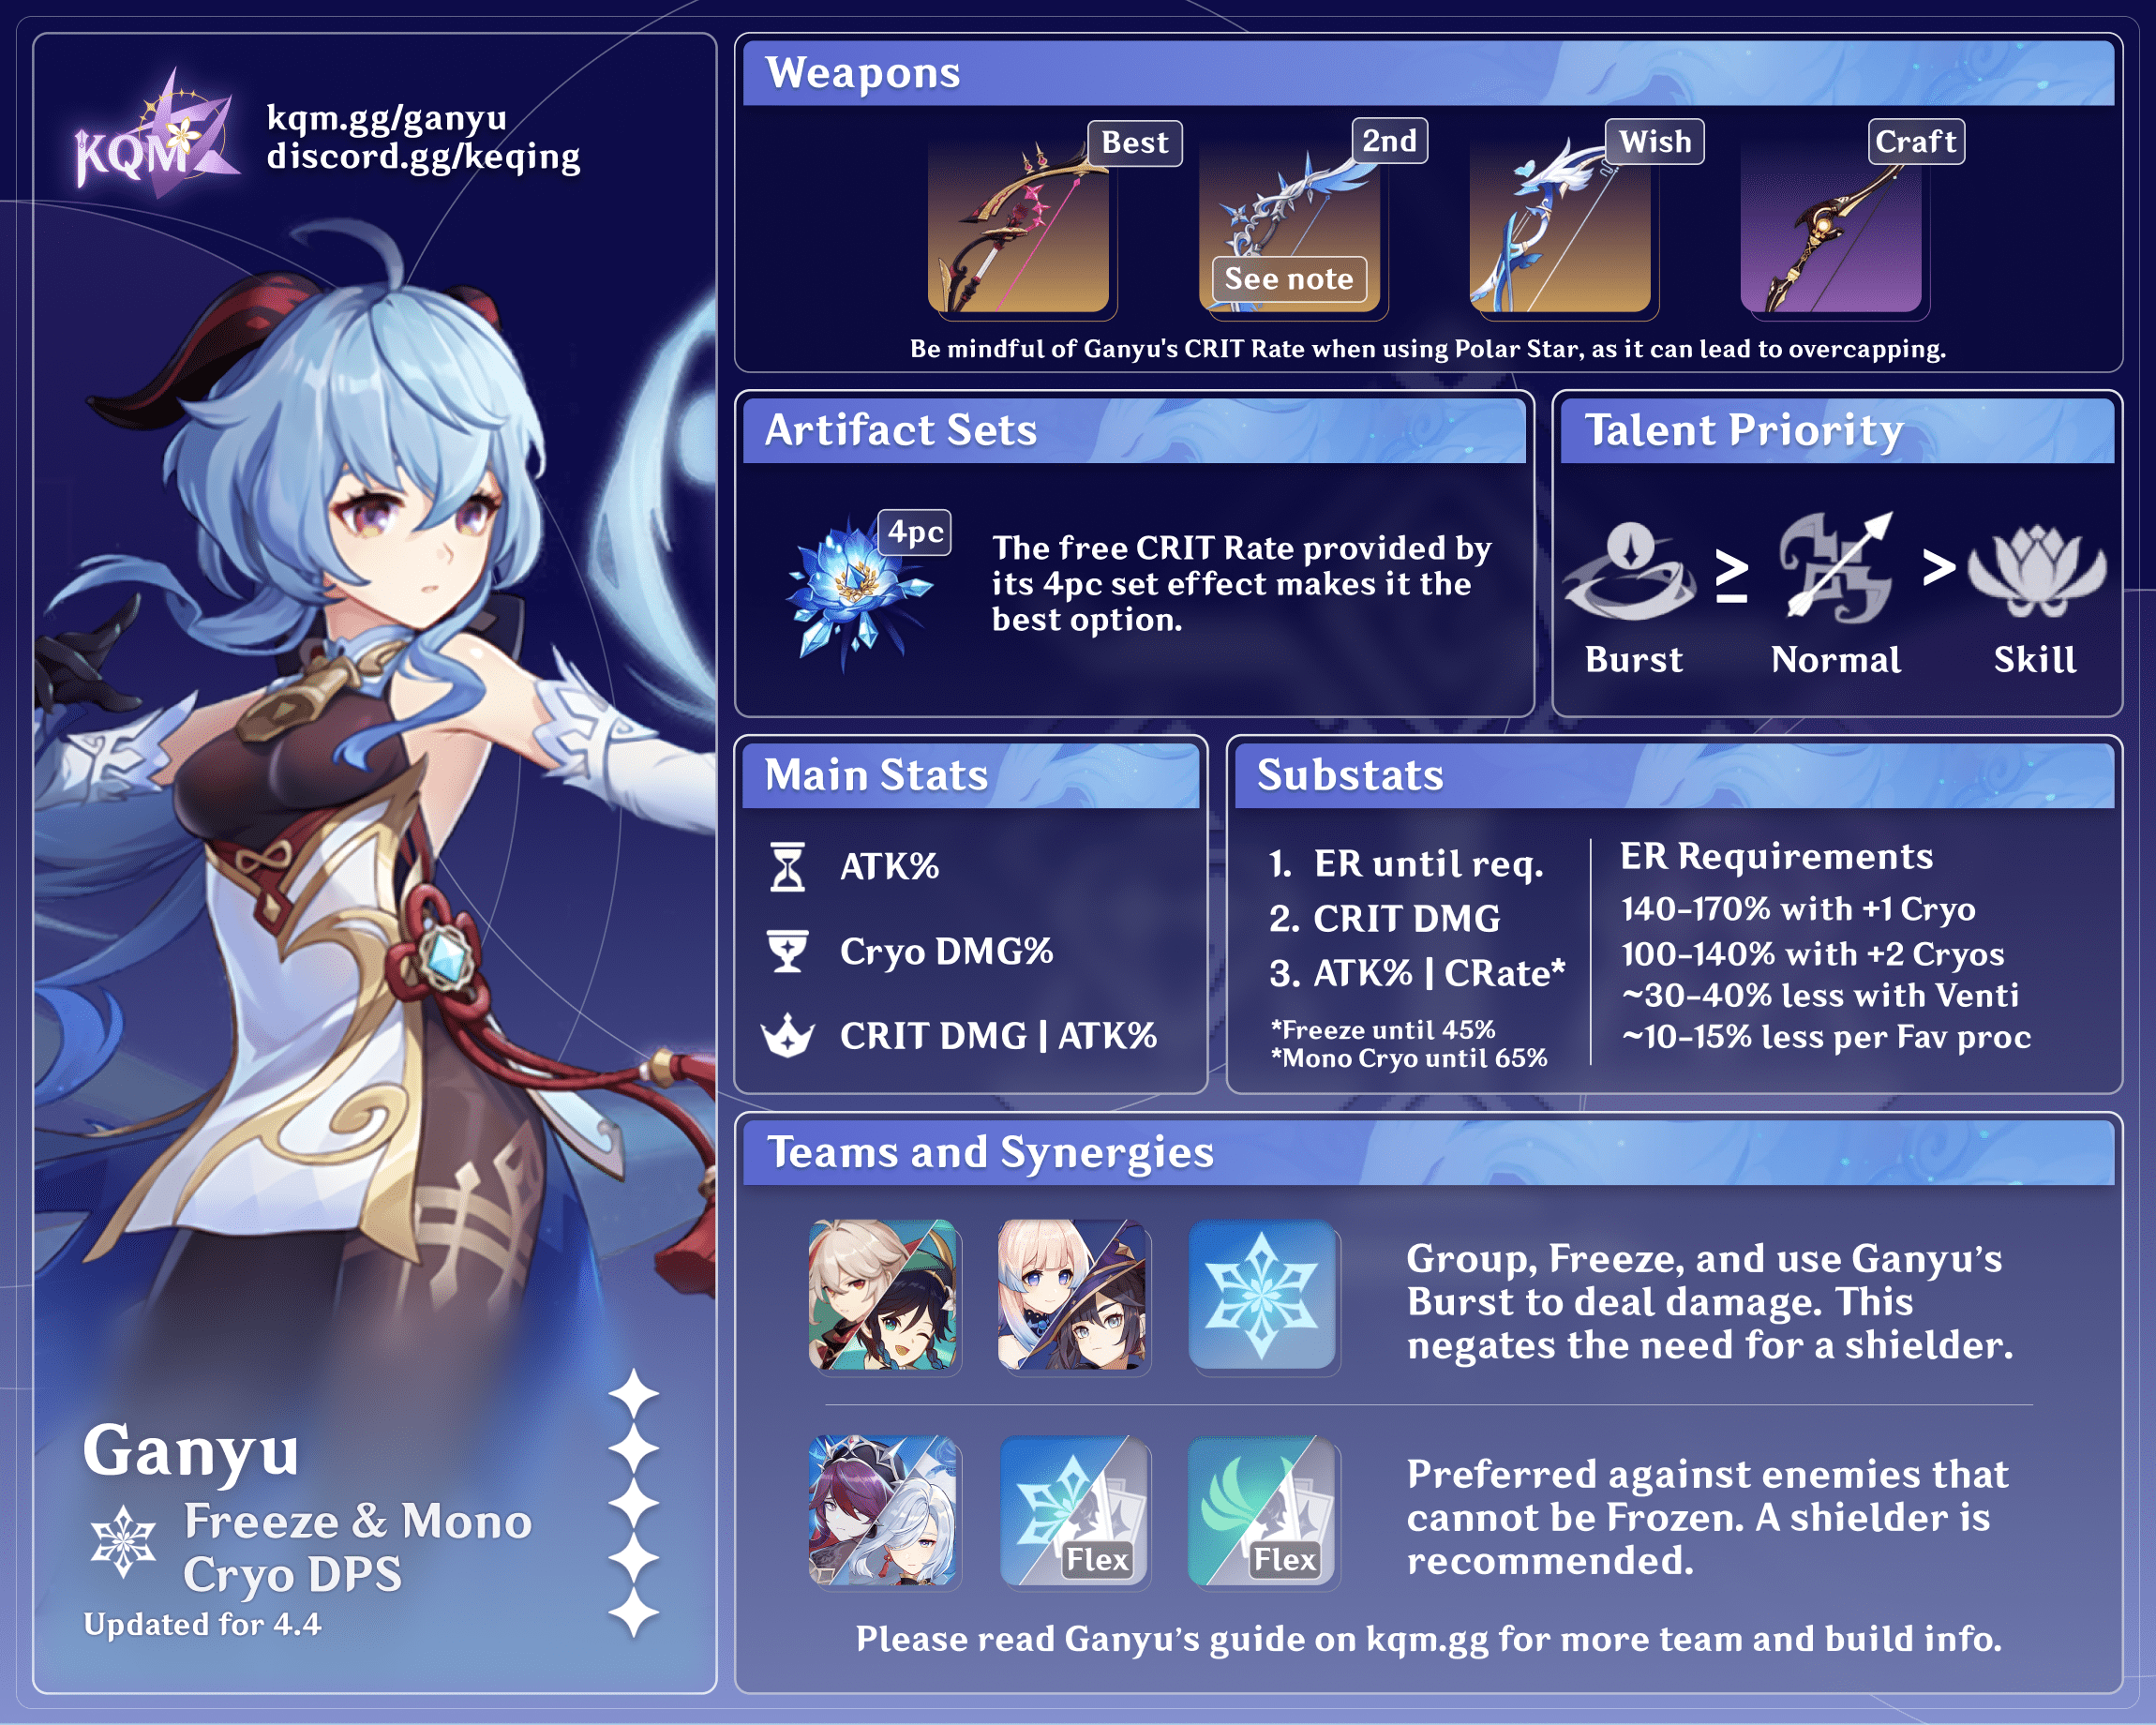 KQM
kqm.gg/ganyu
discord.gg/keqing
Ganyu
Freeze & Mono
Cryo DPS
Updated for 4.4
Weapons
Best
2nd
Wish
Craft
See note
Be mindful of Ganyu's CRIT Rate when using Polar Star, as it can lead to overcapping.
Artifact Sets
4pc
The free CRIT Rate provided by
its 4pc set effect makes it the
best option.
Talent Priority
≥
>
Burst
Normal
Skill
Main Stats
ATK%
Cryo DMG%
CRIT DMG | ATK%
Substats
1. ER until req.
2. CRIT DMG
3. ATK% | CRate*
*Freeze until 45%
*Mono Cryo until 65%
ER Requirements
140-170% with +1 Cryo
100-140% with +2 Cryos
~30-40% less with Venti
~10-15% less per Fav proc
Teams and Synergies
Group, Freeze, and use Ganyu’s
Burst to deal damage. This
negates the need for a shielder.
Flex
Flex
Preferred against enemies that
cannot be Frozen. A shielder is
recommended.
Please read Ganyu’s guide on kqm.gg for more team and build info.